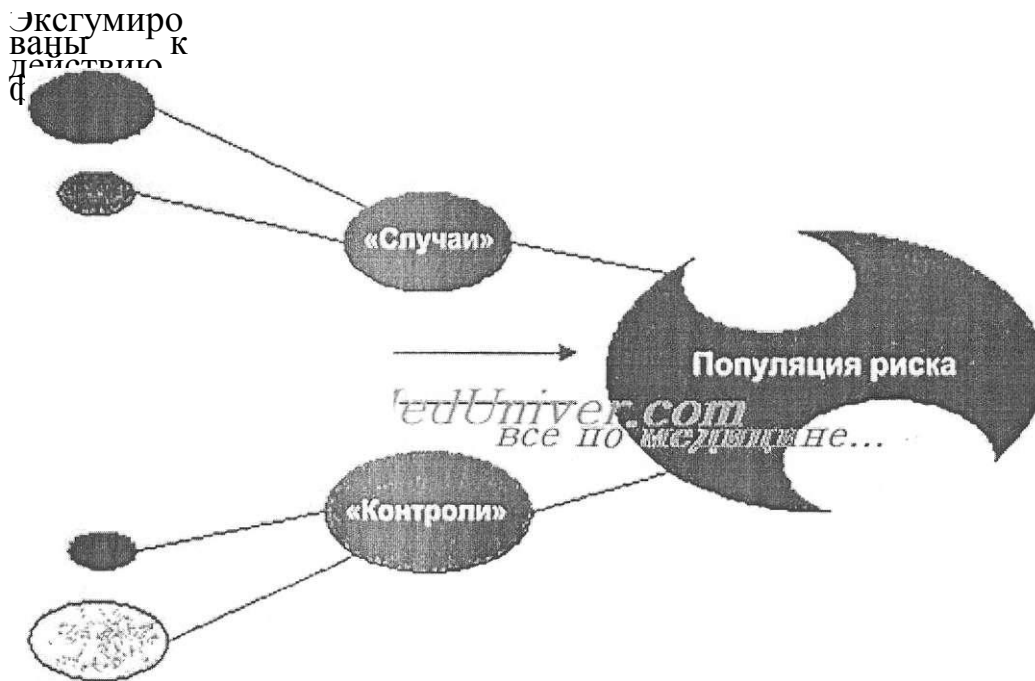 Эксгумиро
ваны к
действию
ф
«Случаи»
Популяция риска
edUniver.com
все по медицине...
«Контроли»